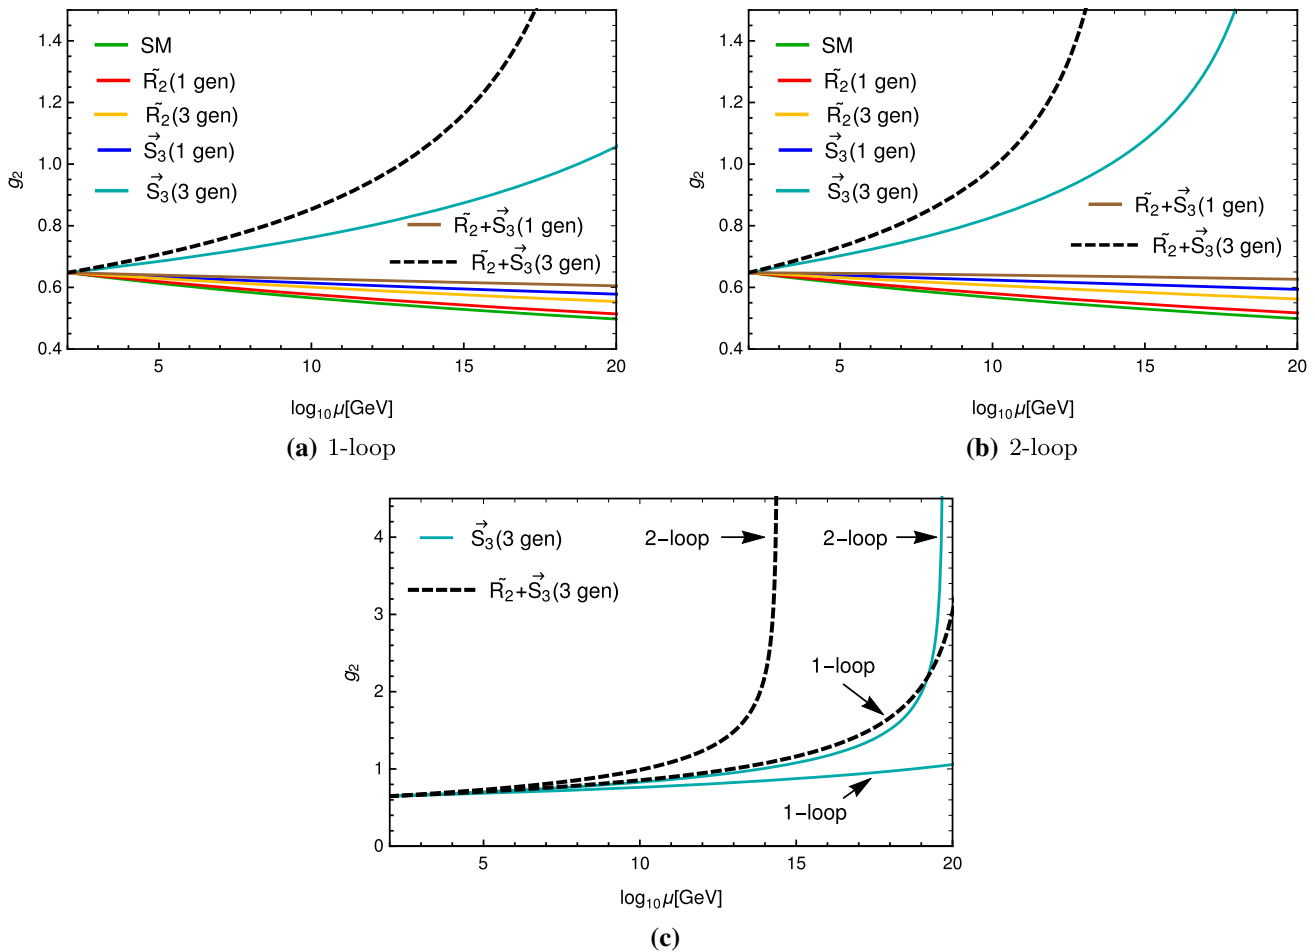 1.4
1.2
1.0
0.8
0.6
0.4
g₂
SM
R̃₂(1 gen)
R̃₂(3 gen)
S⃗₃(1 gen)
S⃗₃(3 gen)
R̃₂+S⃗₃(1 gen)
R̃₂+S⃗₃(3 gen)
5 10 15 20
log₁₀μ[GeV]
(a) 1-loop
1.4
1.2
1.0
0.8
0.6
0.4
g₂
SM
R̃₂(1 gen)
R̃₂(3 gen)
S⃗₃(1 gen)
S⃗₃(3 gen)
R̃₂+S⃗₃(1 gen)
R̃₂+S⃗₃(3 gen)
5 10 15 20
log₁₀μ[GeV]
(b) 2-loop
4
3
2
1
0
g₂
S⃗₃(3 gen)
R̃₂+S⃗₃(3 gen)
2-loop
2-loop
1-loop
1-loop
5 10 15 20
log₁₀μ[GeV]
(c)